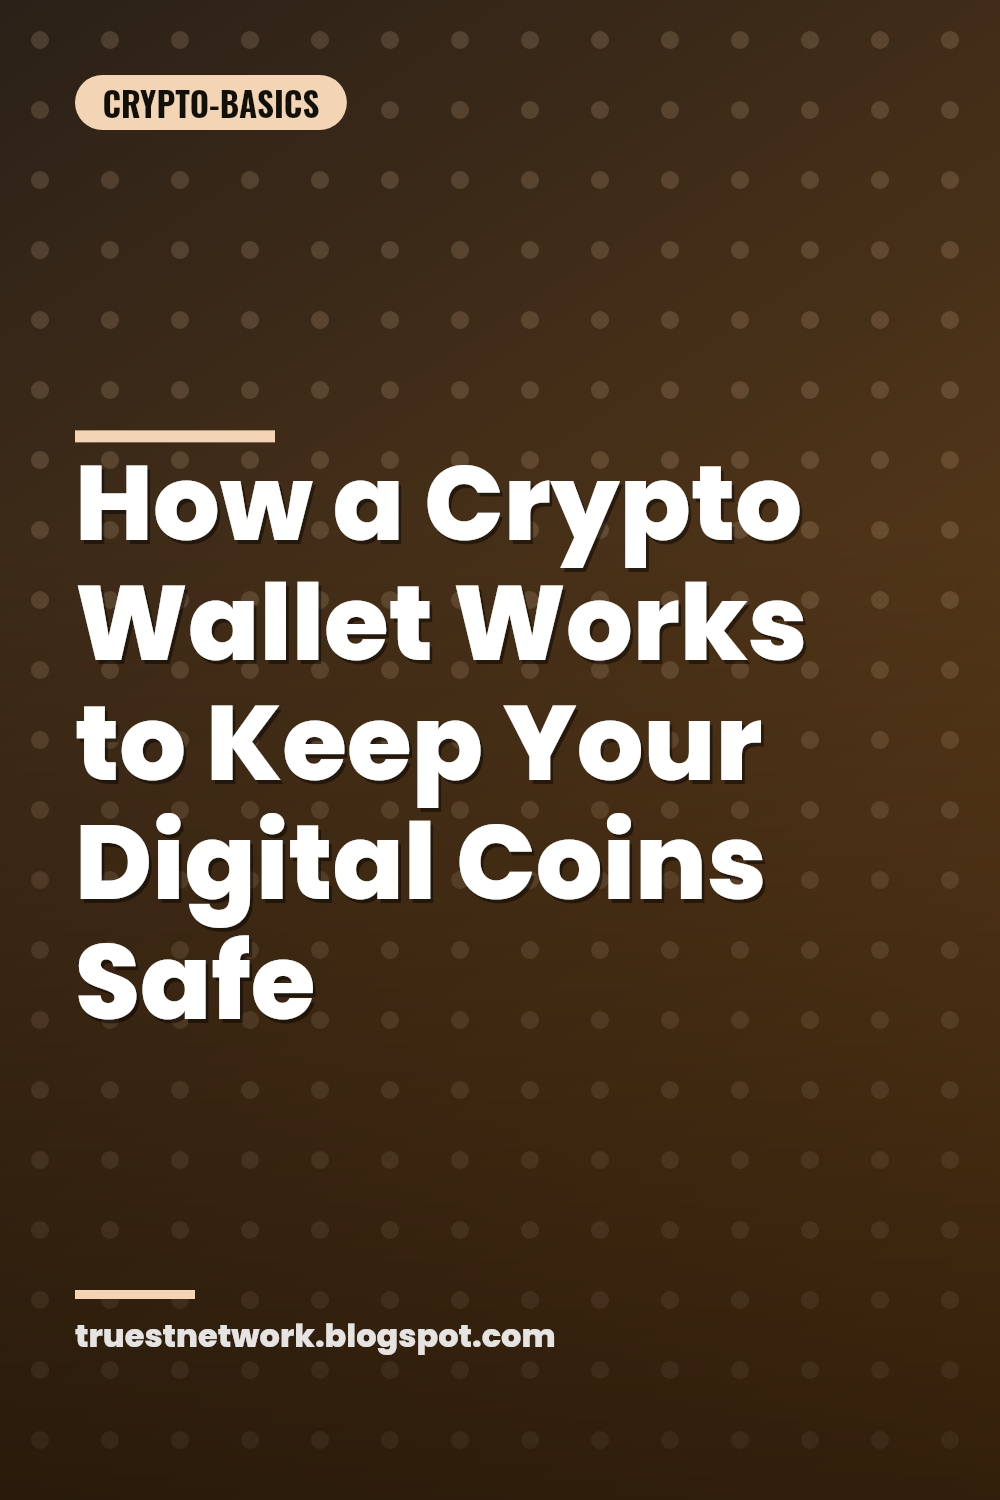 CRYPTO-BASICS
How a Crypto
Wallet Works
to Keep Your
Digital Coins
Safe
truestnetwork.blogspot.com